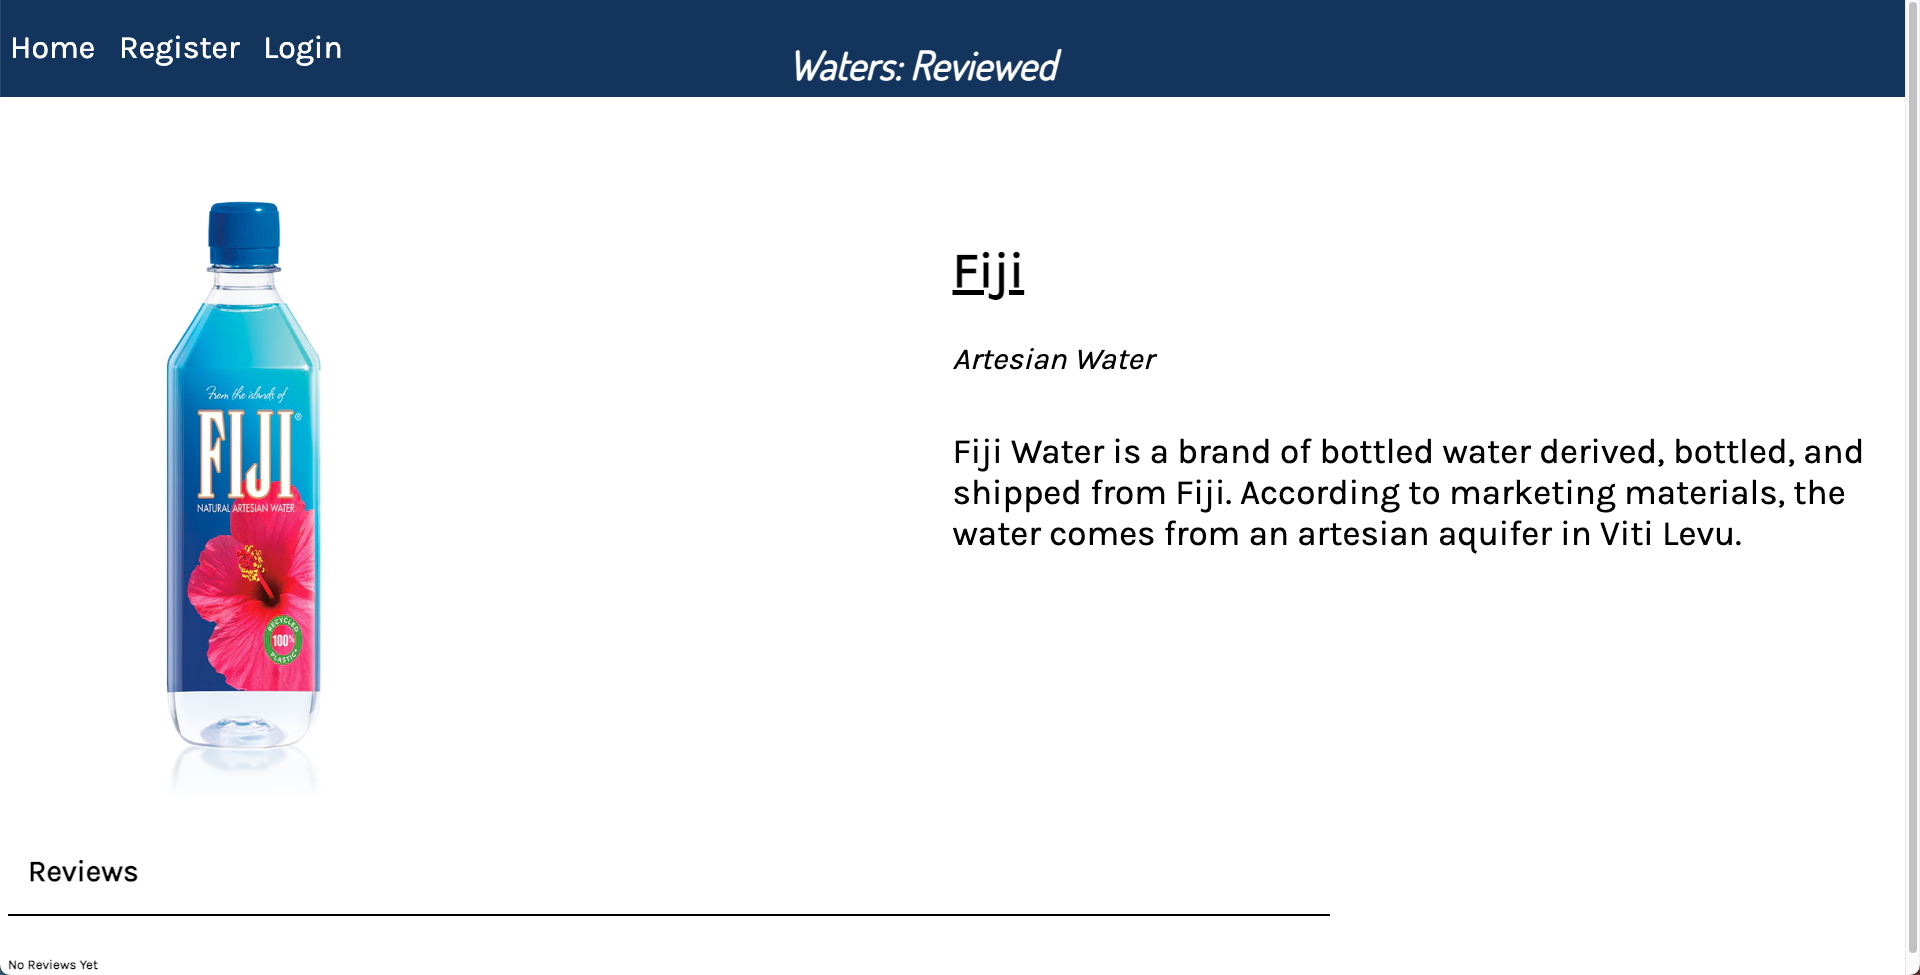 Home Register Login
Waters: Reviewed
From the islands of
FIJI®
NATURAL ARTESIAN WATER
RECYCLED
100%
PLASTIC*
Fiji
Artesian Water
Fiji Water is a brand of bottled water derived, bottled, and
shipped from Fiji. According to marketing materials, the
water comes from an artesian aquifer in Viti Levu.
Reviews
No Reviews Yet